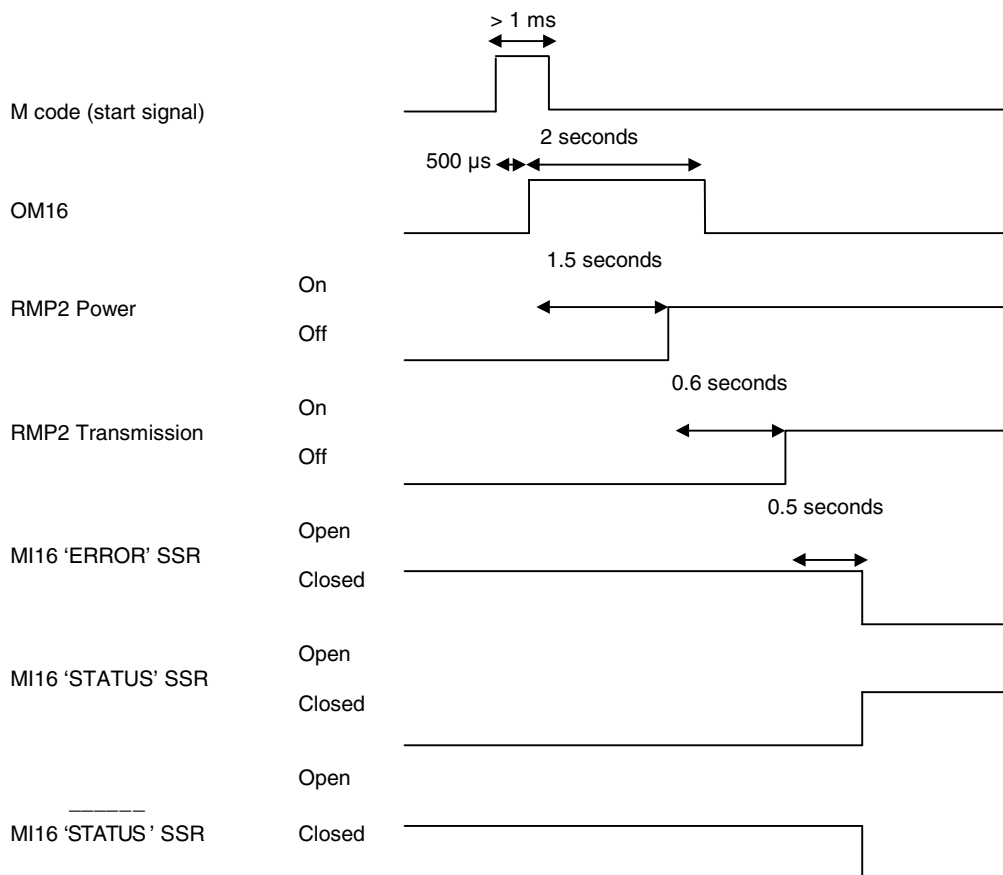 > 1 ms
M code (start signal)
2 seconds
500 µs
OM16
1.5 seconds
On
RMP2 Power
Off
0.6 seconds
On
RMP2 Transmission
Off
0.5 seconds
Open
MI16 ‘ERROR’ SSR
Closed
Open
MI16 ‘STATUS’ SSR
Closed
Open
MI16 ‘S̅T̅A̅T̅U̅S̅’ SSR
Closed